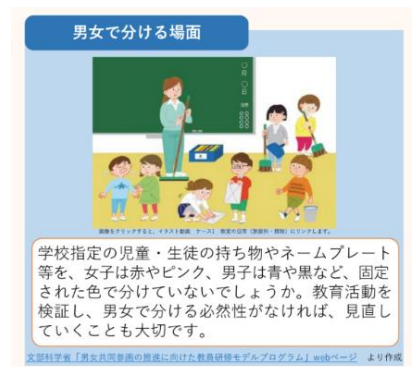 男女で分ける場面
画像をクリックすると、イラスト動画 ケース1 教室の日常（家庭科・掃除）にリンクします。
学校指定の児童・生徒の持ち物やネームプレート
等を、女子は赤やピンク、男子は青や黒など、固定
された色で分けていないでしょうか。教育活動を
検証し、男女で分ける必然性がなければ、見直し
ていくことも大切です。
文部科学省「男女共同参画の推進に向けた教員研修モデルプログラム」webページ より作成